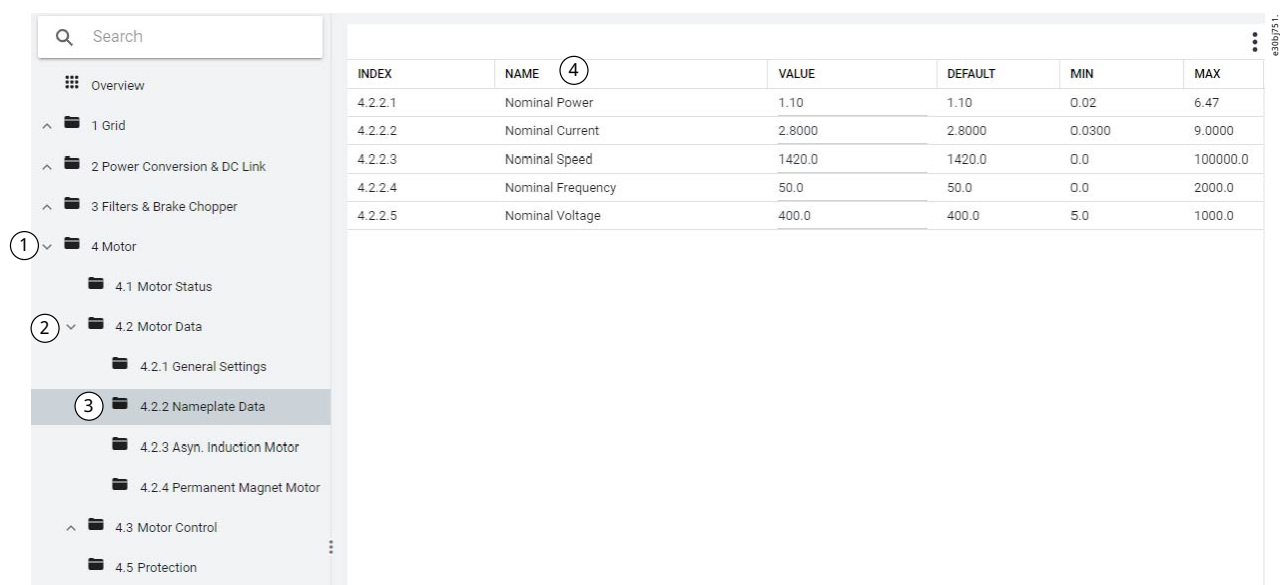 Search
Overview
1 Grid
2 Power Conversion & DC Link
3 Filters & Brake Chopper
1
4 Motor
4.1 Motor Status
2
4.2 Motor Data
4.2.1 General Settings
3
4.2.2 Nameplate Data
4.2.3 Asyn. Induction Motor
4.2.4 Permanent Magnet Motor
4.3 Motor Control
4.5 Protection
INDEX NAME 4 VALUE DEFAULT MIN MAX
4.2.2.1 Nominal Power 1.10 1.10 0.02 6.47
4.2.2.2 Nominal Current 2.8000 2.8000 0.0300 9.0000
4.2.2.3 Nominal Speed 1420.0 1420.0 0.0 100000.0
4.2.2.4 Nominal Frequency 50.0 50.0 0.0 2000.0
4.2.2.5 Nominal Voltage 400.0 400.0 5.0 1000.0
e30bj751.